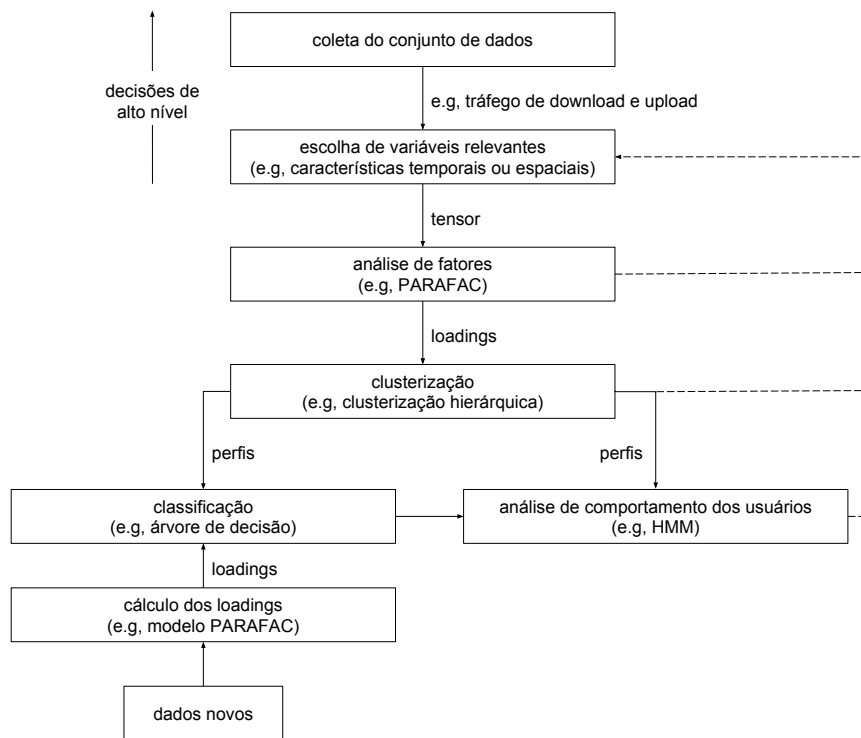 coleta do conjunto de dados
decisões de
alto nível
e.g, tráfego de download e upload
escolha de variáveis relevantes
(e.g, características temporais ou espaciais)
tensor
análise de fatores
(e.g, PARAFAC)
loadings
clusterização
(e.g, clusterização hierárquica)
perfis
perfis
classificação
(e.g, árvore de decisão)
análise de comportamento dos usuários
(e.g, HMM)
loadings
cálculo dos loadings
(e.g, modelo PARAFAC)
dados novos